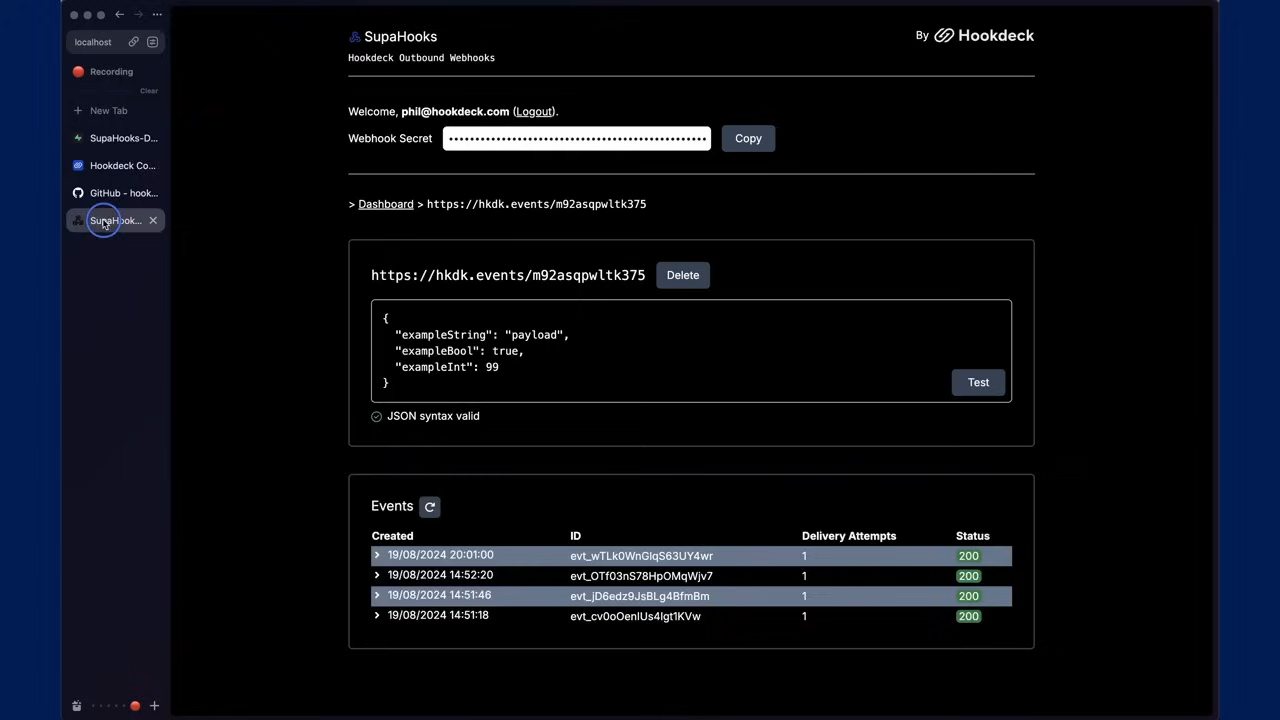 localhost
Recording
Clear
New Tab
SupaHooks-D...
Hookdeck Co...
GitHub - hook...
SupaHook...
SupaHooks
By Hookdeck
Hookdeck Outbound Webhooks
Welcome, phil@hookdeck.com (Logout).
Webhook Secret
Copy
> Dashboard > https://hkdk.events/m92asqpwltk375
https://hkdk.events/m92asqpwltk375 Delete
{
"exampleString": "payload",
"exampleBool": true,
"exampleInt": 99
}
Test
JSON syntax valid
Events
Created ID Delivery Attempts Status
19/08/2024 20:01:00 evt_wTLk0WnGlqS63UY4wr 1 200
19/08/2024 14:52:20 evt_OTf03nS78HpOMqWjv7 1 200
19/08/2024 14:51:46 evt_jD6edz9JsBLg4BfmBm 1 200
19/08/2024 14:51:18 evt_cv0oOenIUs4lgt1KVw 1 200